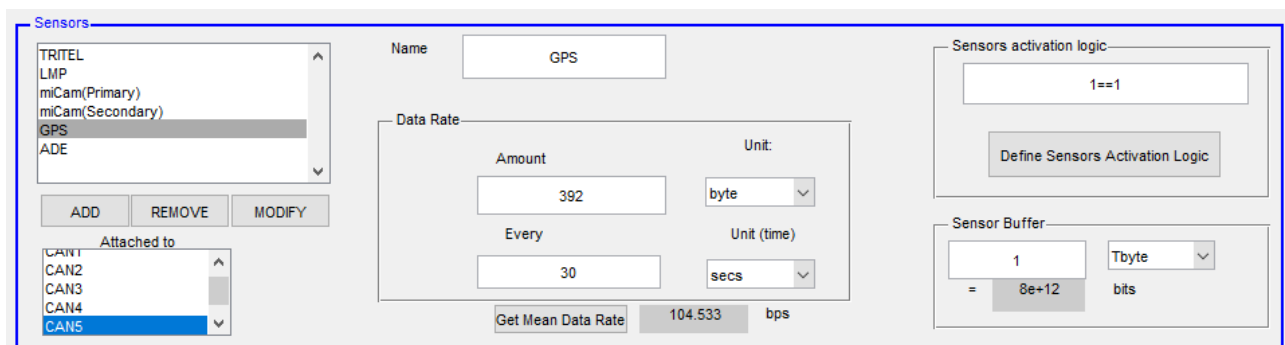 Sensors
TRITEL
LMP
miCam(Primary)
miCam(Secondary)
GPS
ADE
ADD REMOVE MODIFY
Attached to
CAN1
CAN2
CAN3
CAN4
CAN5
Name GPS
Data Rate
Amount Unit:
392 byte
Every Unit (time)
30 secs
Get Mean Data Rate 104.533 bps
Sensors activation logic
1==1
Define Sensors Activation Logic
Sensor Buffer
1 Tbyte
= 8e+12 bits